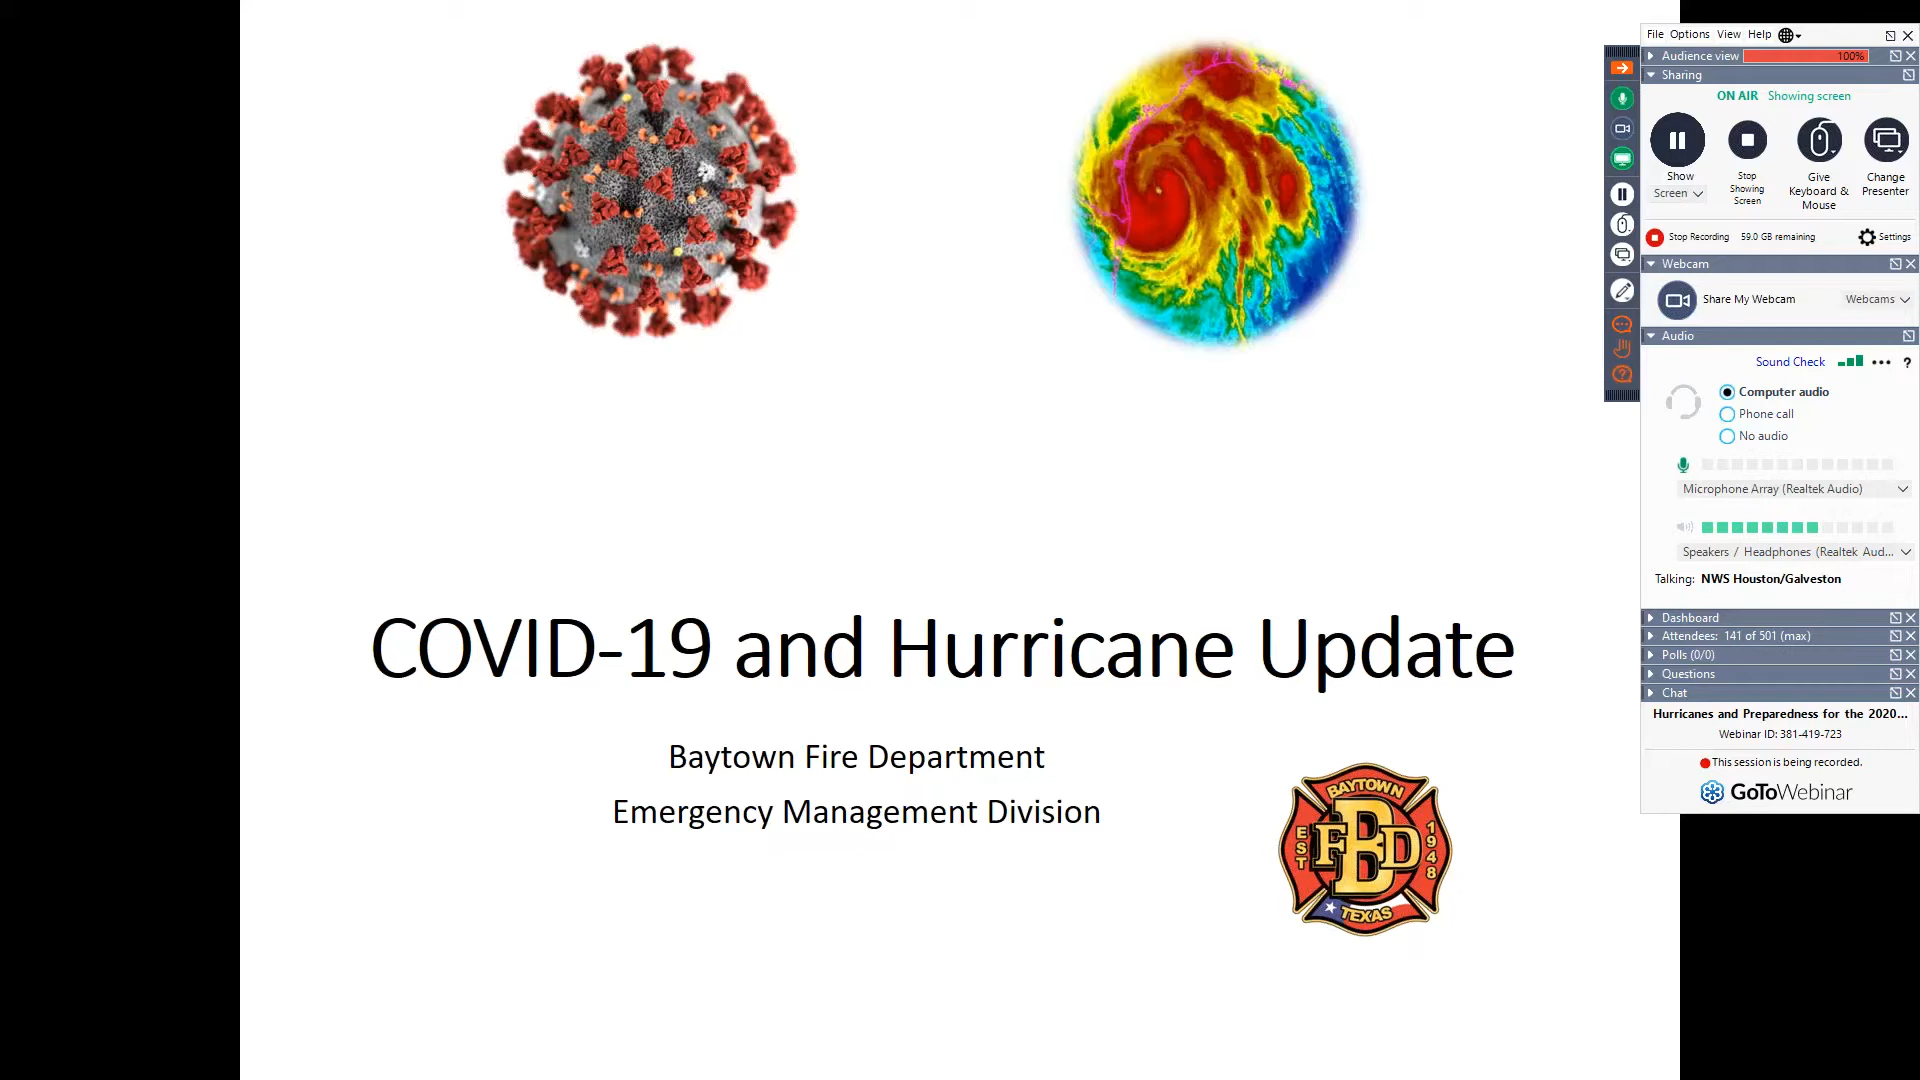 COVID-19 and Hurricane Update
Baytown Fire Department
Emergency Management Division
BAYTOWN
EST
FBD
1948
TEXAS
File Options View Help
Audience view 100%
Sharing
ON AIR Showing screen
Show
Screen
Stop
Showing
Screen
Give
Keyboard &
Mouse
Change
Presenter
Stop Recording 59.0 GB remaining Settings
Webcam
Share My Webcam Webcams
Audio
Sound Check ?
Computer audio
Phone call
No audio
Microphone Array (Realtek Audio)
Speakers / Headphones (Realtek Aud...
Talking: NWS Houston/Galveston
Dashboard
Attendees: 141 of 501 (max)
Polls (0/0)
Questions
Chat
Hurricanes and Preparedness for the 2020...
Webinar ID: 381-419-723
This session is being recorded.
GoToWebinar